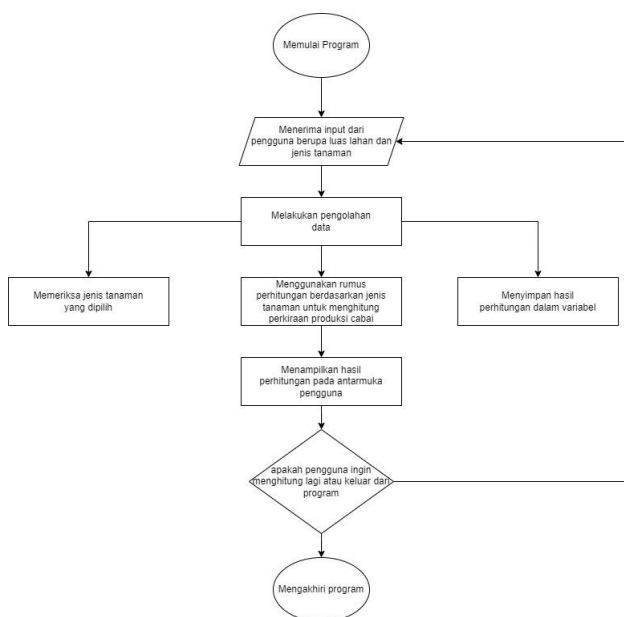 Memulai Program
Menerima input dari
pengguna berupa luas lahan dan
jenis tanaman
Melakukan pengolahan
data
Memeriksa jenis tanaman
yang dipilih
Menggunakan rumus
perhitungan berdasarkan jenis
tanaman untuk menghitung
perkiraan produksi cabai
Menyimpan hasil
perhitungan dalam variabel
Menampilkan hasil
perhitungan pada antarmuka
pengguna
apakah pengguna ingin
menghitung lagi atau keluar dari
program
Mengakhiri program